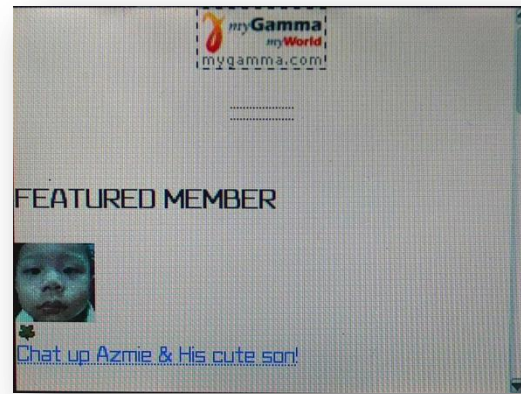 myGamma
myWorld
mygamma.com!
FEATURED MEMBER
Chat up Azmie & His cute son!